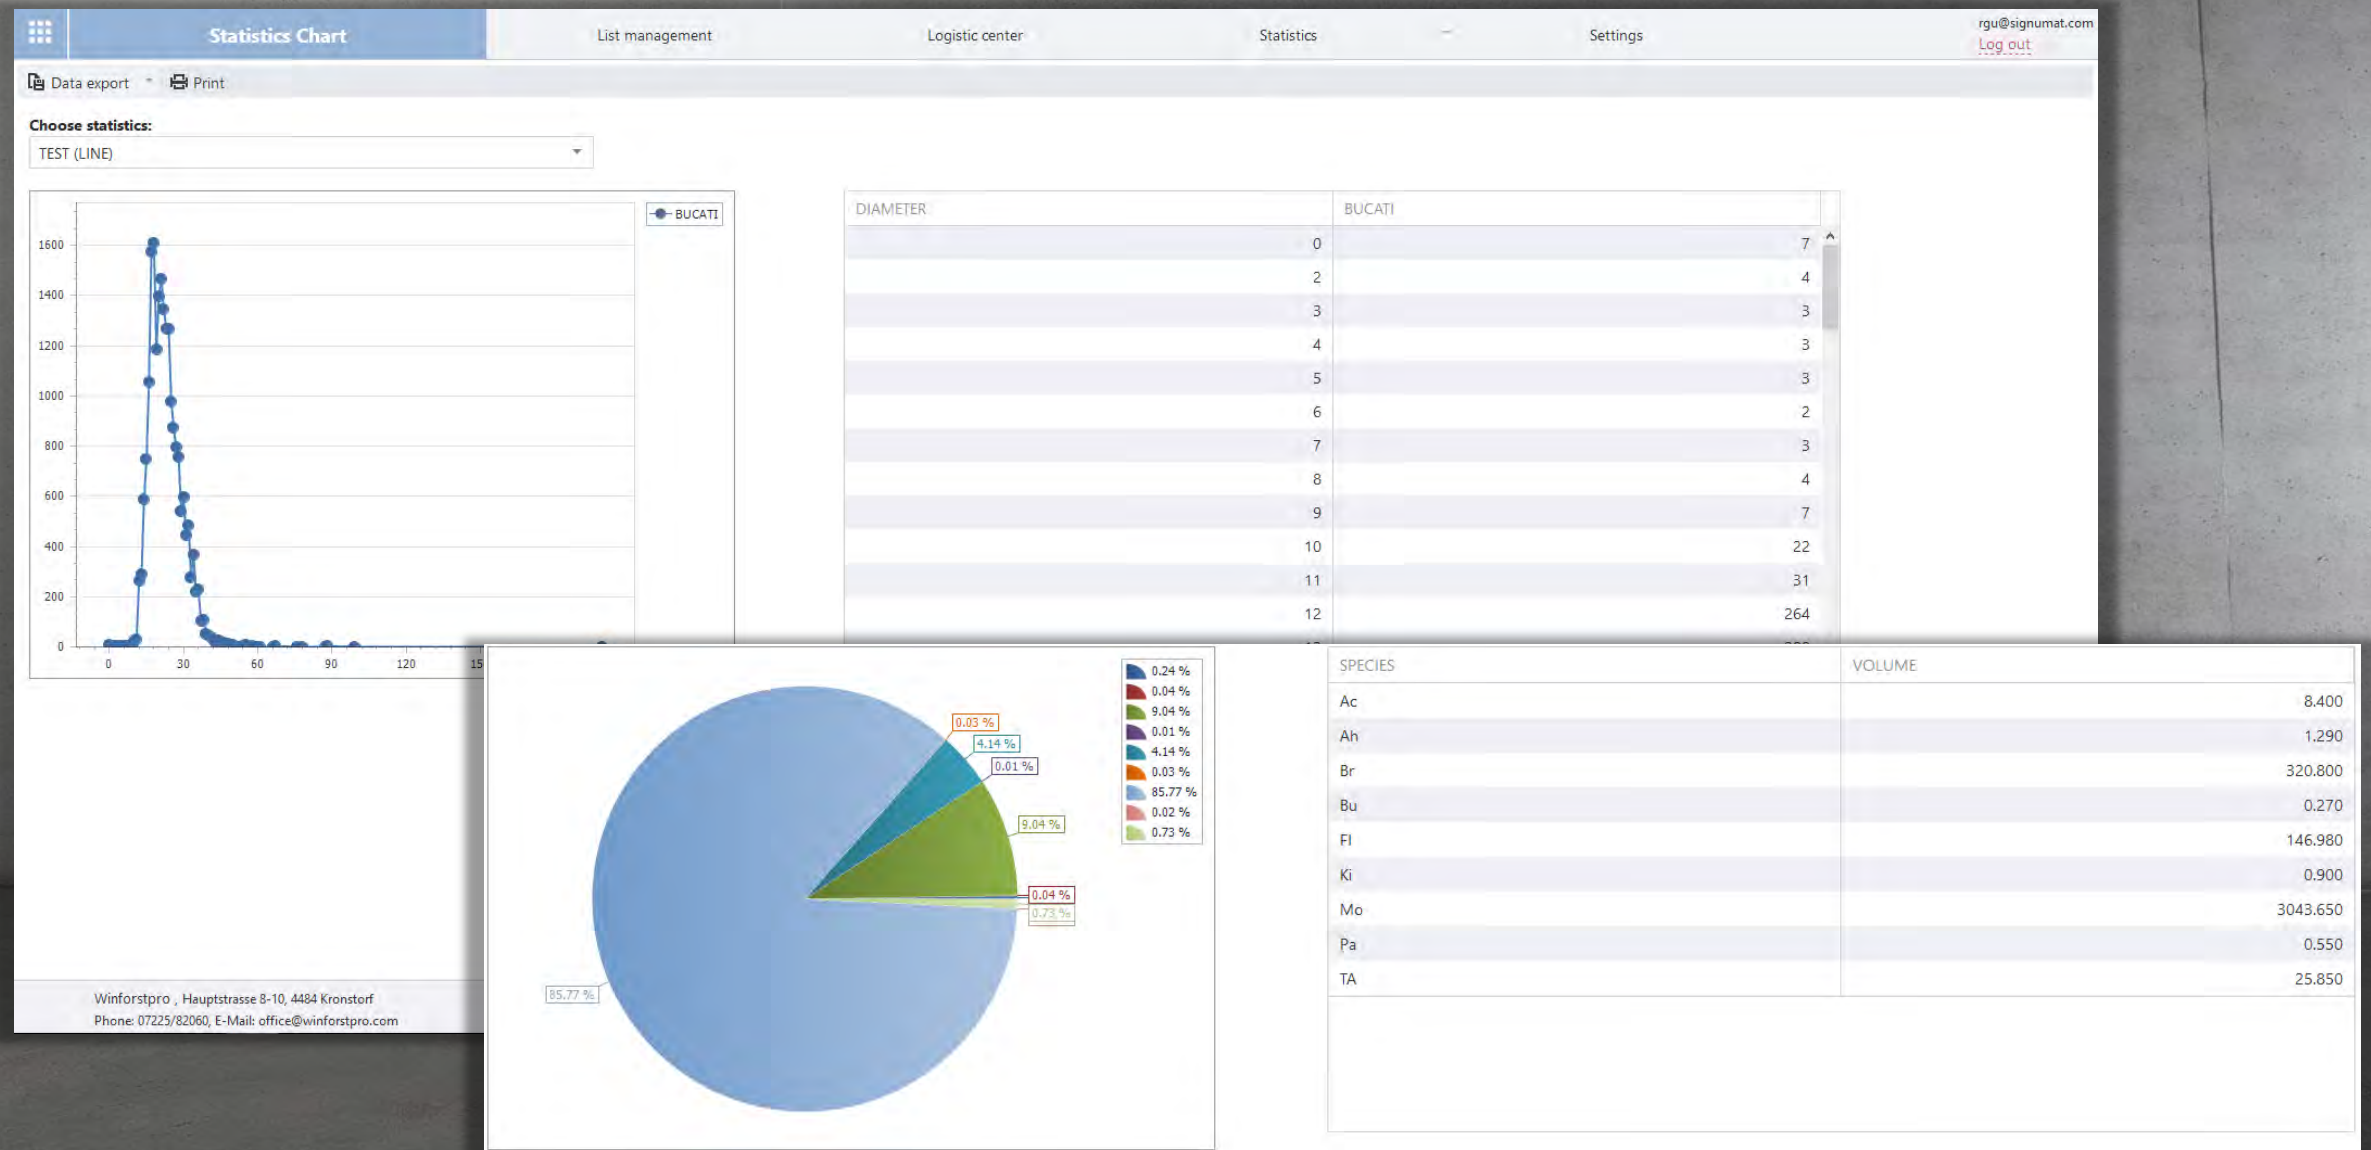 Statistics Chart
List management
Logistic center
Statistics
Settings
rgu@signumat.com
Log out
Data export
Print
Choose statistics:
TEST (LINE)
BUCATI
1600
1400
1200
1000
800
600
400
200
0
0 30 60 90 120
DIAMETER BUCATI
0 7
2 4
3 3
4 3
5 3
6 2
7 3
8 4
9 7
10 22
11 31
12 264
0.03 %
4.14 %
0.01 %
9.04 %
0.04 %
0.73 %
85.77 %
0.24 %
0.04 %
9.04 %
0.01 %
4.14 %
0.03 %
85.77 %
0.02 %
0.73 %
SPECIES VOLUME
Ac 8.400
Ah 1.290
Br 320.800
Bu 0.270
FI 146.980
Ki 0.900
Mo 3043.650
Pa 0.550
TA 25.850
Winforstpro , Hauptstrasse 8-10, 4484 Kronstorf
Phone: 07225/82060, E-Mail: office@winforstpro.com